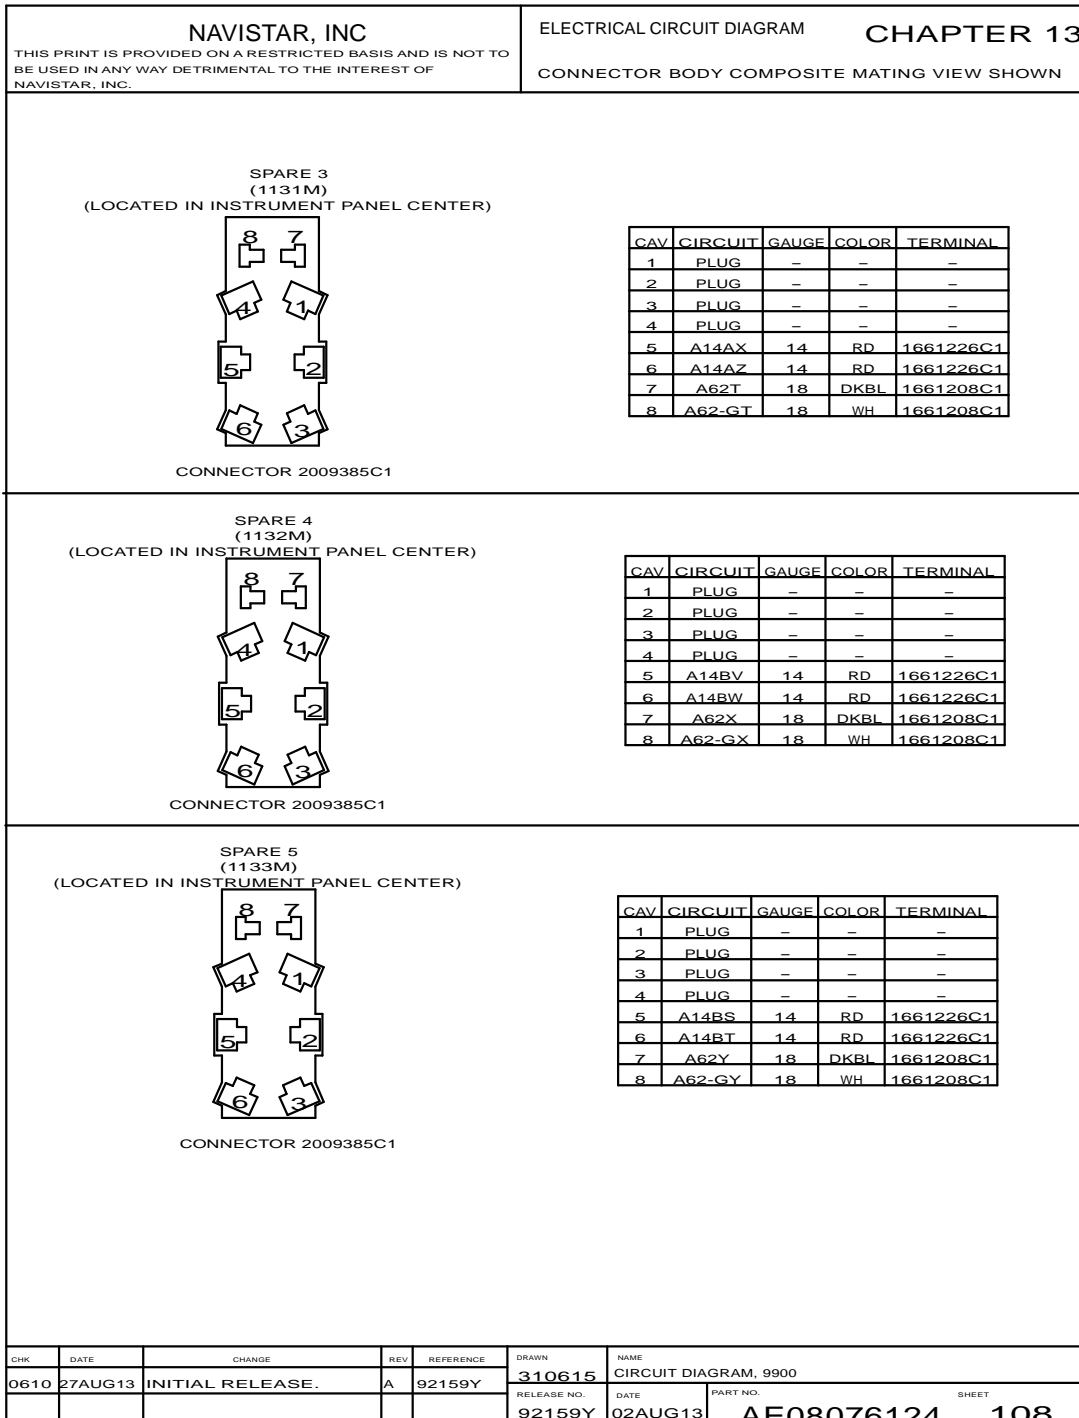 NAVISTAR, INC
THIS PRINT IS PROVIDED ON A RESTRICTED BASIS AND IS NOT TO
BE USED IN ANY WAY DETRIMENTAL TO THE INTEREST OF
NAVISTAR, INC.
ELECTRICAL CIRCUIT DIAGRAM CHAPTER 13
CONNECTOR BODY COMPOSITE MATING VIEW SHOWN
SPARE 3
(1131M)
(LOCATED IN INSTRUMENT PANEL CENTER)
8 7
4 1
5 2
6 3
CONNECTOR 2009385C1
CAV CIRCUIT GAUGE COLOR TERMINAL
1 PLUG – – –
2 PLUG – – –
3 PLUG – – –
4 PLUG – – –
5 A14AX 14 RD 1661226C1
6 A14AZ 14 RD 1661226C1
7 A62T 18 DKBL 1661208C1
8 A62-GT 18 WH 1661208C1
SPARE 4
(1132M)
(LOCATED IN INSTRUMENT PANEL CENTER)
8 7
4 1
5 2
6 3
CONNECTOR 2009385C1
CAV CIRCUIT GAUGE COLOR TERMINAL
1 PLUG – – –
2 PLUG – – –
3 PLUG – – –
4 PLUG – – –
5 A14BV 14 RD 1661226C1
6 A14BW 14 RD 1661226C1
7 A62X 18 DKBL 1661208C1
8 A62-GX 18 WH 1661208C1
SPARE 5
(1133M)
(LOCATED IN INSTRUMENT PANEL CENTER)
8 7
4 1
5 2
6 3
CONNECTOR 2009385C1
CAV CIRCUIT GAUGE COLOR TERMINAL
1 PLUG – – –
2 PLUG – – –
3 PLUG – – –
4 PLUG – – –
5 A14BS 14 RD 1661226C1
6 A14BT 14 RD 1661226C1
7 A62Y 18 DKBL 1661208C1
8 A62-GY 18 WH 1661208C1
CHK DATE CHANGE REV REFERENCE
0610 27AUG13 INITIAL RELEASE. A 92159Y
DRAWN
310615
NAME
CIRCUIT DIAGRAM, 9900
RELEASE NO.
92159Y
DATE
02AUG13
PART NO.
AE08076124
SHEET
108